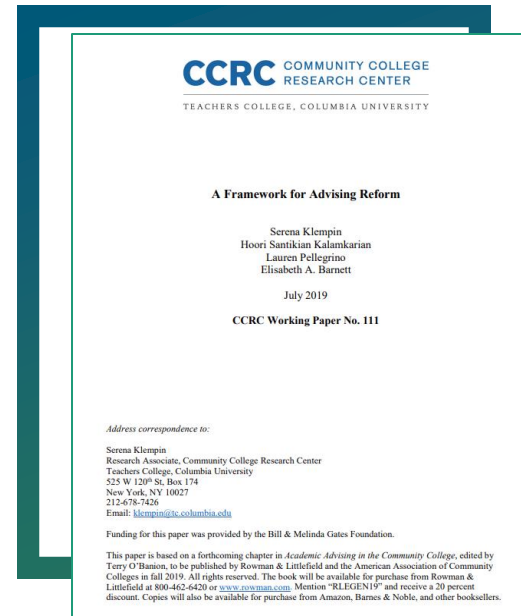 CCRC COMMUNITY COLLEGE
RESEARCH CENTER
TEACHERS COLLEGE, COLUMBIA UNIVERSITY
A Framework for Advising Reform
Serena Klempin
Hoori Santikian Kalamkarian
Lauren Pellegrino
Elisabeth A. Barnett
July 2019
CCRC Working Paper No. 111
Address correspondence to:
Serena Klempin
Research Associate, Community College Research Center
Teachers College, Columbia University
525 W 120th St, Box 174
New York, NY 10027
212-678-7426
Email: klempin@tc.columbia.edu
Funding for this paper was provided by the Bill & Melinda Gates Foundation.
This paper is based on a forthcoming chapter in Academic Advising in the Community College, edited by
Terry O’Banion, to be published by Rowman & Littlefield and the American Association of Community
Colleges in fall 2019. All rights reserved. The book will be available for purchase from Rowman &
Littlefield at 800-462-6420 or www.rowman.com. Mention “RLEGEN19” and receive a 20 percent
discount. Copies will also be available for purchase from Amazon, Barnes & Noble, and other booksellers.